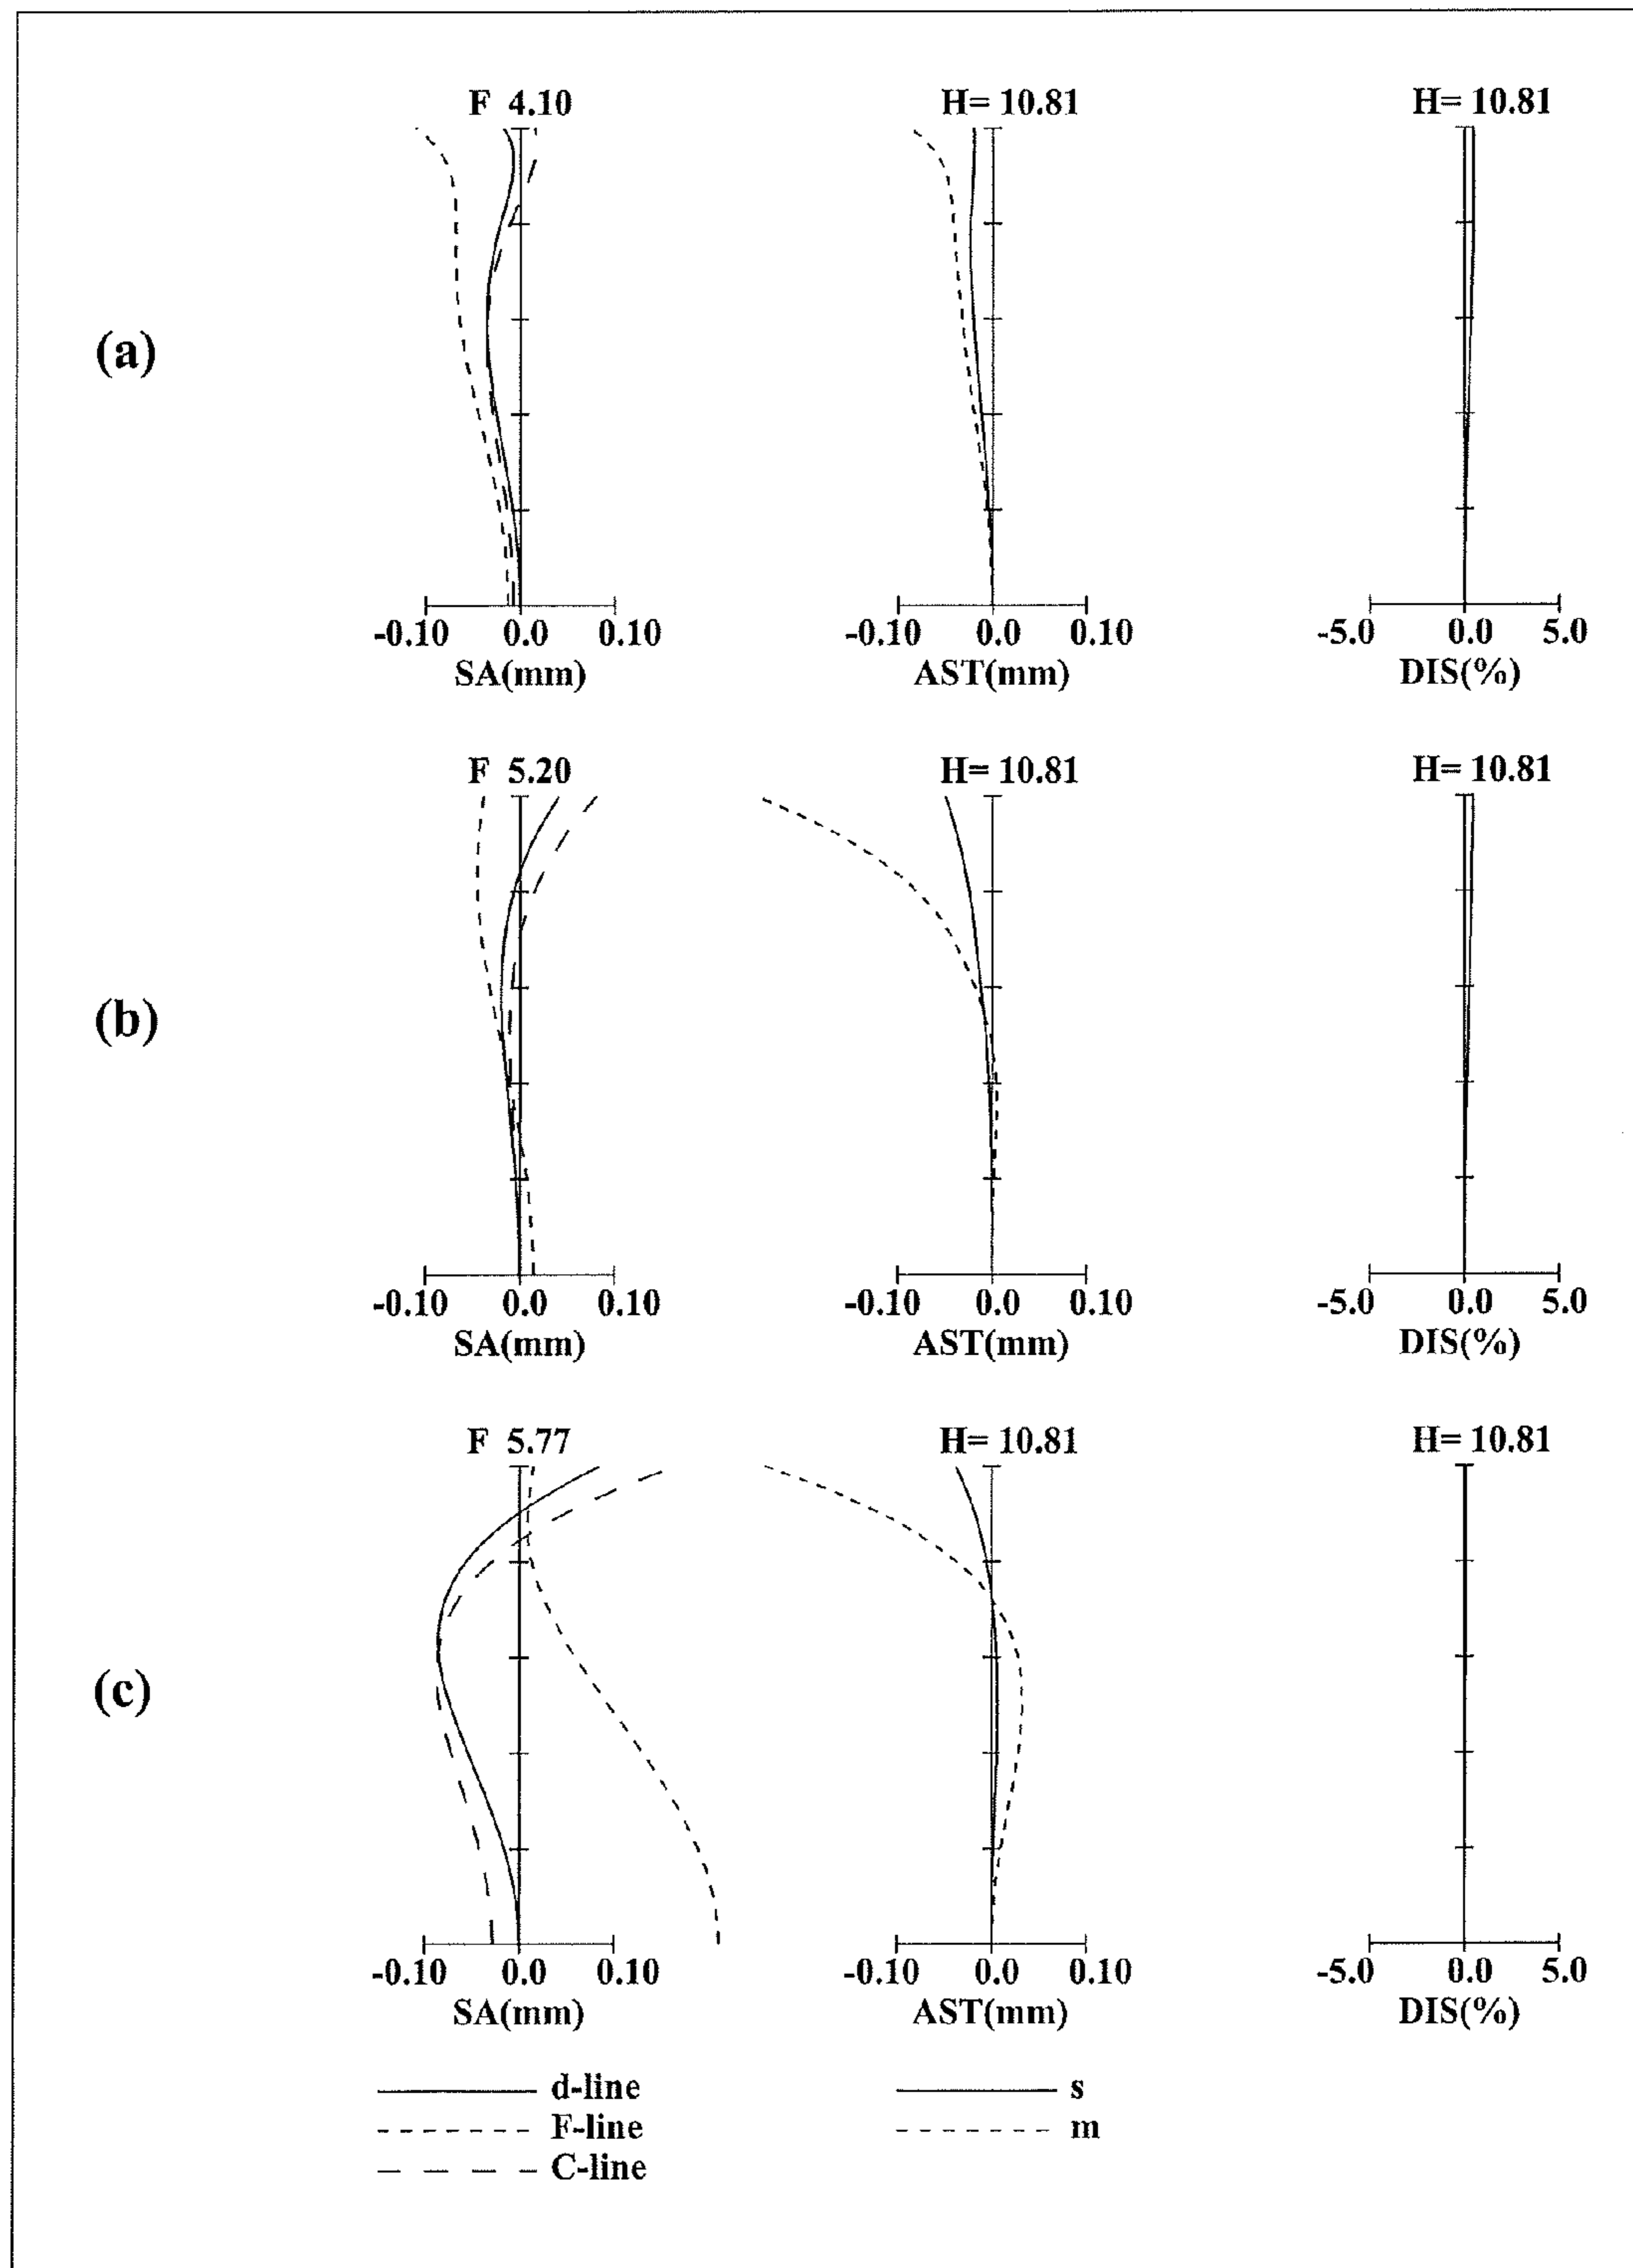 F 4.10 H= 10.81 H= 10.81
(a)
-0.10 0.0 0.10 -0.10 0.0 0.10 -5.0 0.0 5.0
SA(mm) AST(mm) DIS(%)
F 5.20 H= 10.81 H= 10.81
(b)
-0.10 0.0 0.10 -0.10 0.0 0.10 -5.0 0.0 5.0
SA(mm) AST(mm) DIS(%)
F 5.77 H= 10.81 H= 10.81
(c)
-0.10 0.0 0.10 -0.10 0.0 0.10 -5.0 0.0 5.0
SA(mm) AST(mm) DIS(%)
d-line s
F-line m
C-line